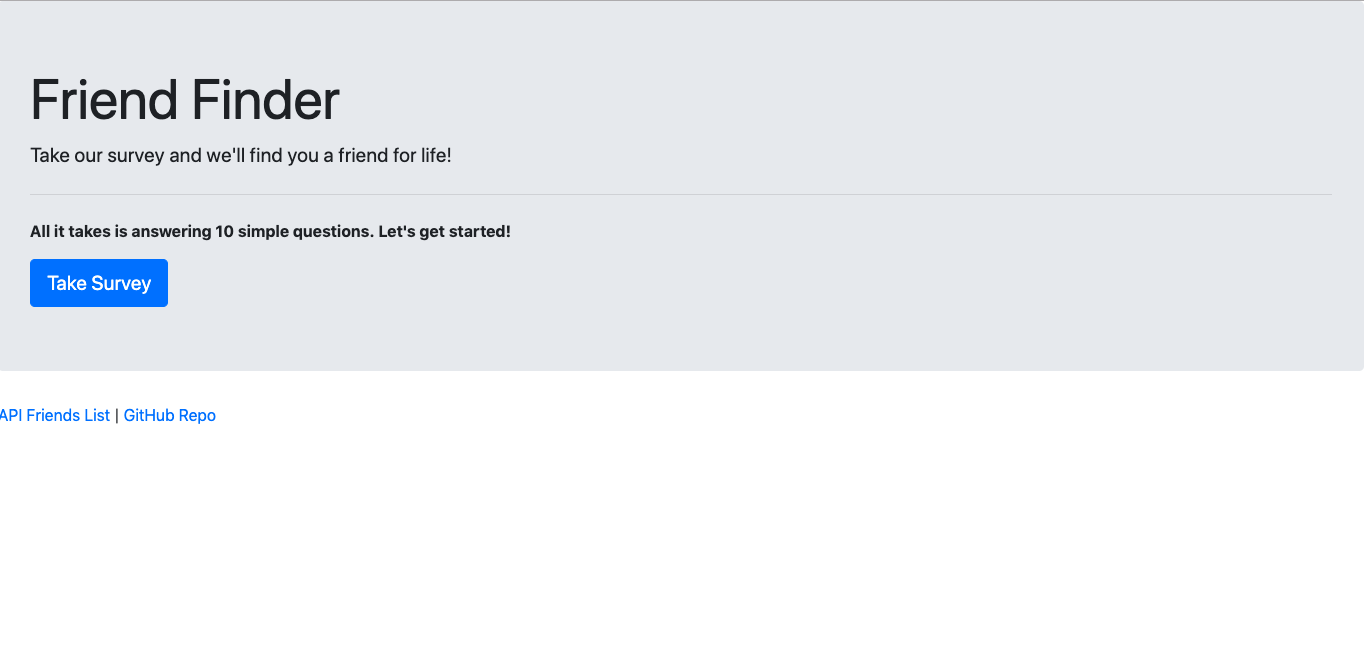 Friend Finder
Take our survey and we'll find you a friend for life!
All it takes is answering 10 simple questions. Let's get started!
Take Survey
API Friends List | GitHub Repo